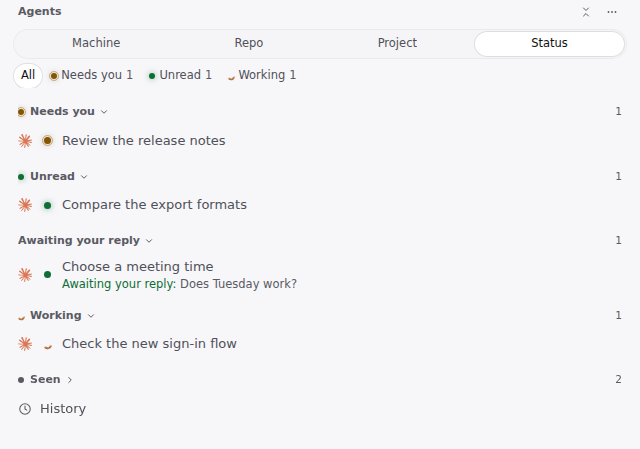 Agents
Machine
Repo
Project
Status
All
Needs you 1
Unread 1
Working 1
Needs you
1
Review the release notes
Unread
1
Compare the export formats
Awaiting your reply
1
Choose a meeting time
Awaiting your reply: Does Tuesday work?
Working
1
Check the new sign-in flow
Seen
2
History